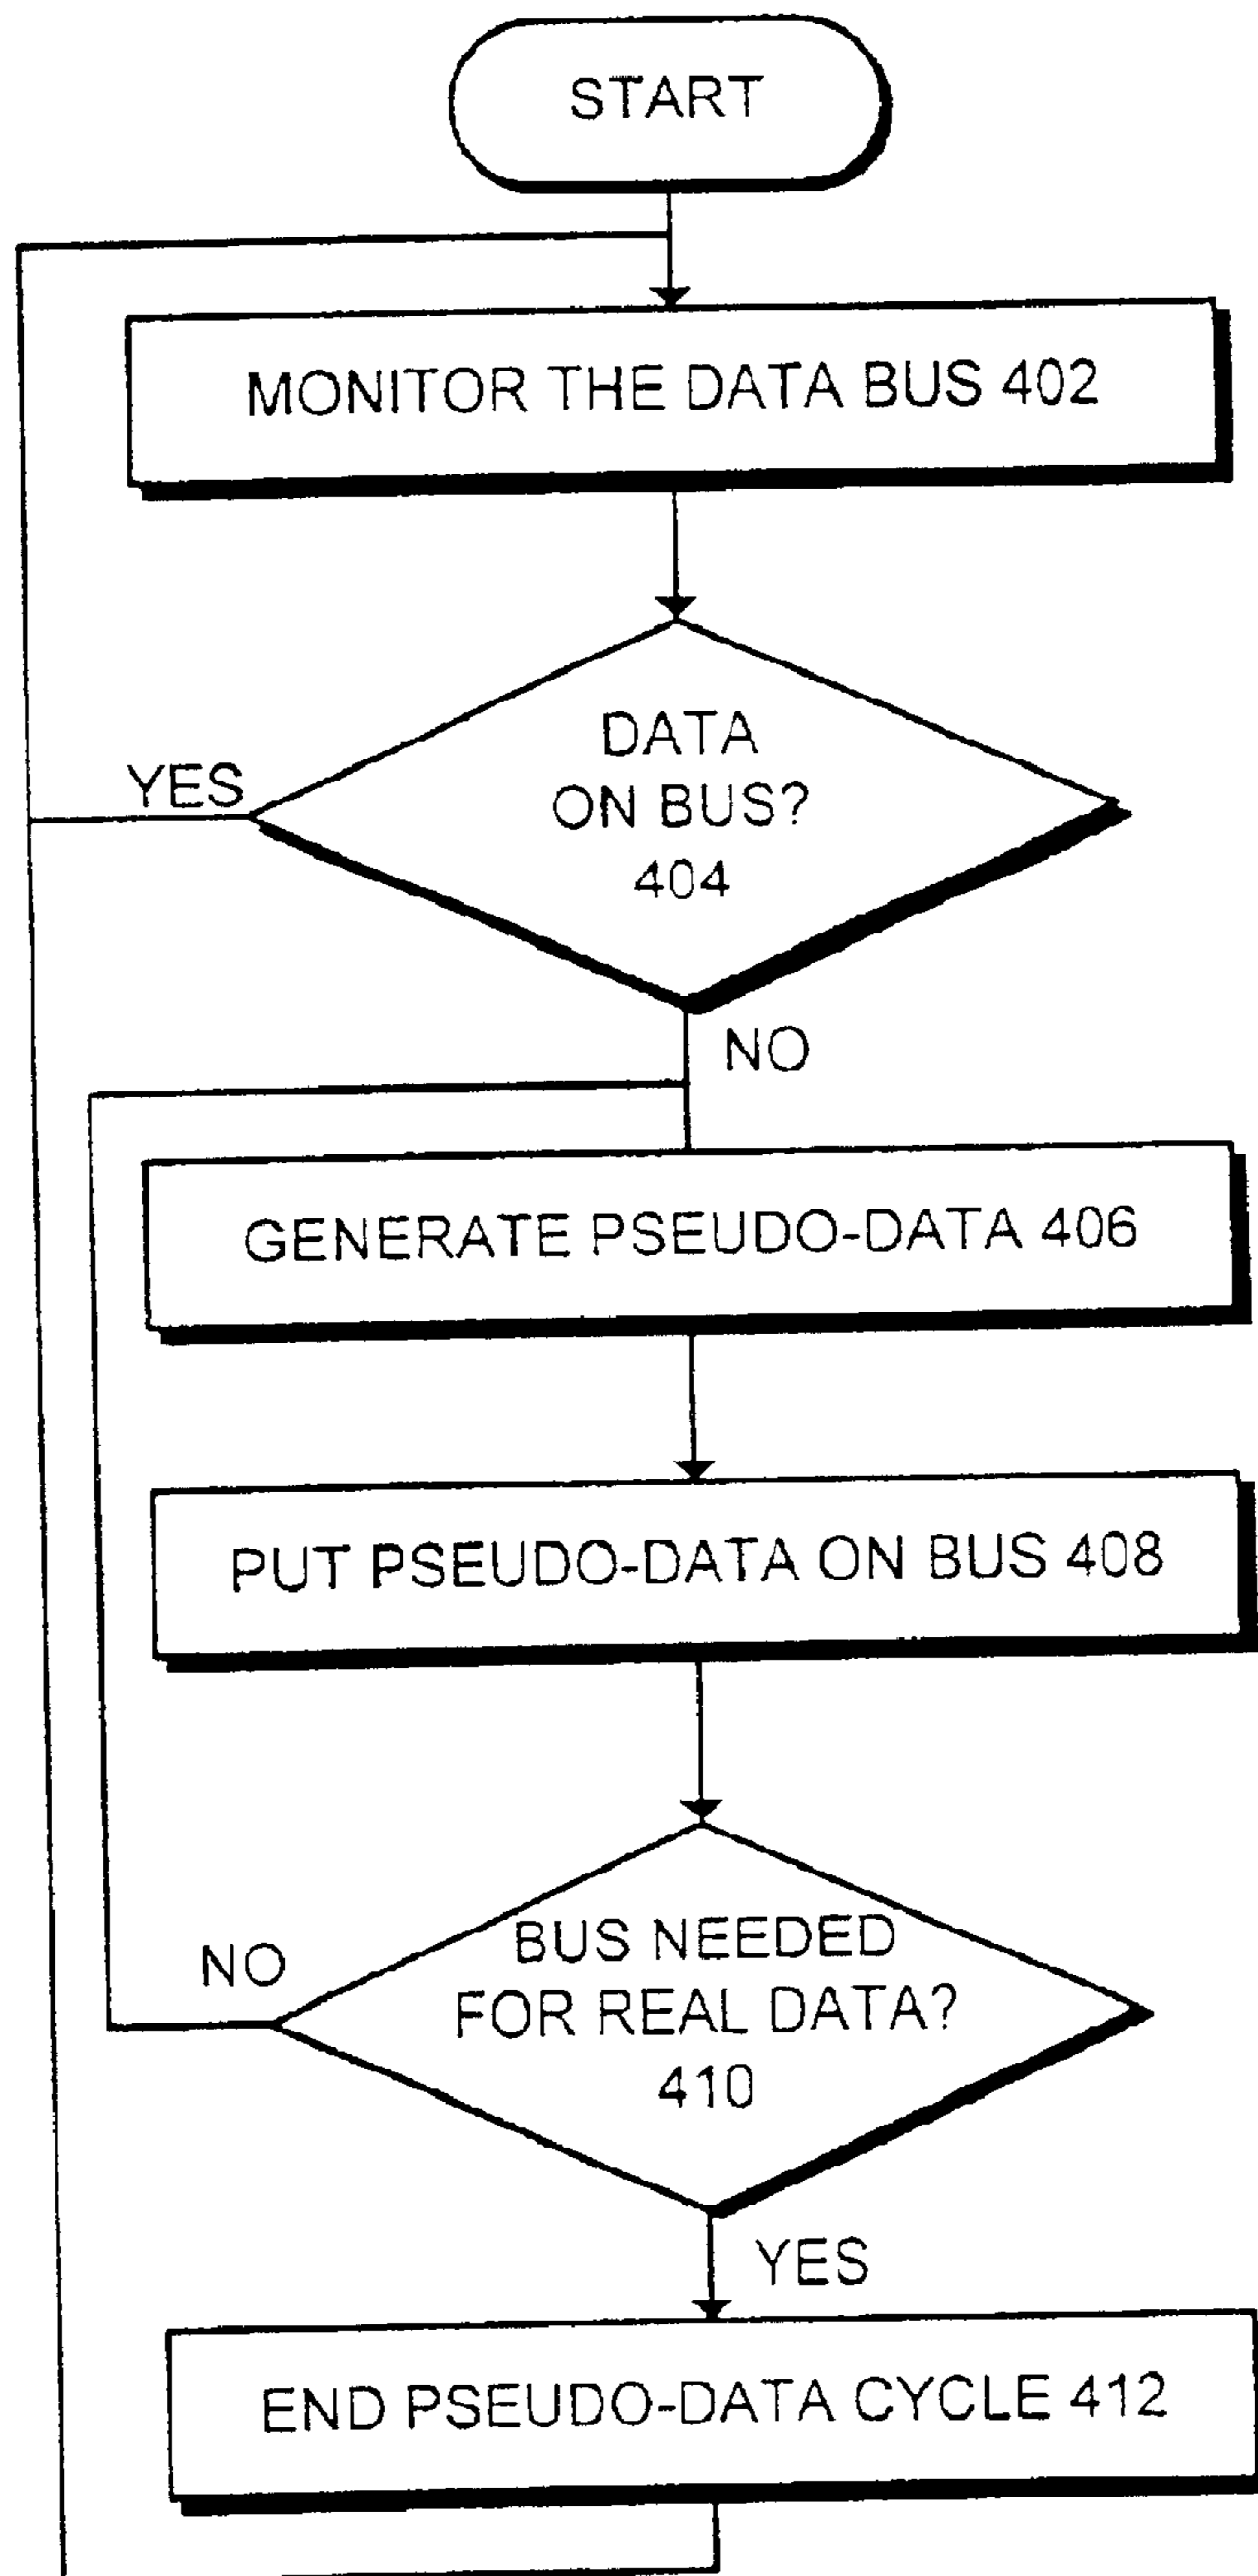 START
MONITOR THE DATA BUS 402
DATA
ON BUS?
404
YES
NO
GENERATE PSEUDO-DATA 406
PUT PSEUDO-DATA ON BUS 408
BUS NEEDED
FOR REAL DATA?
410
NO
YES
END PSEUDO-DATA CYCLE 412